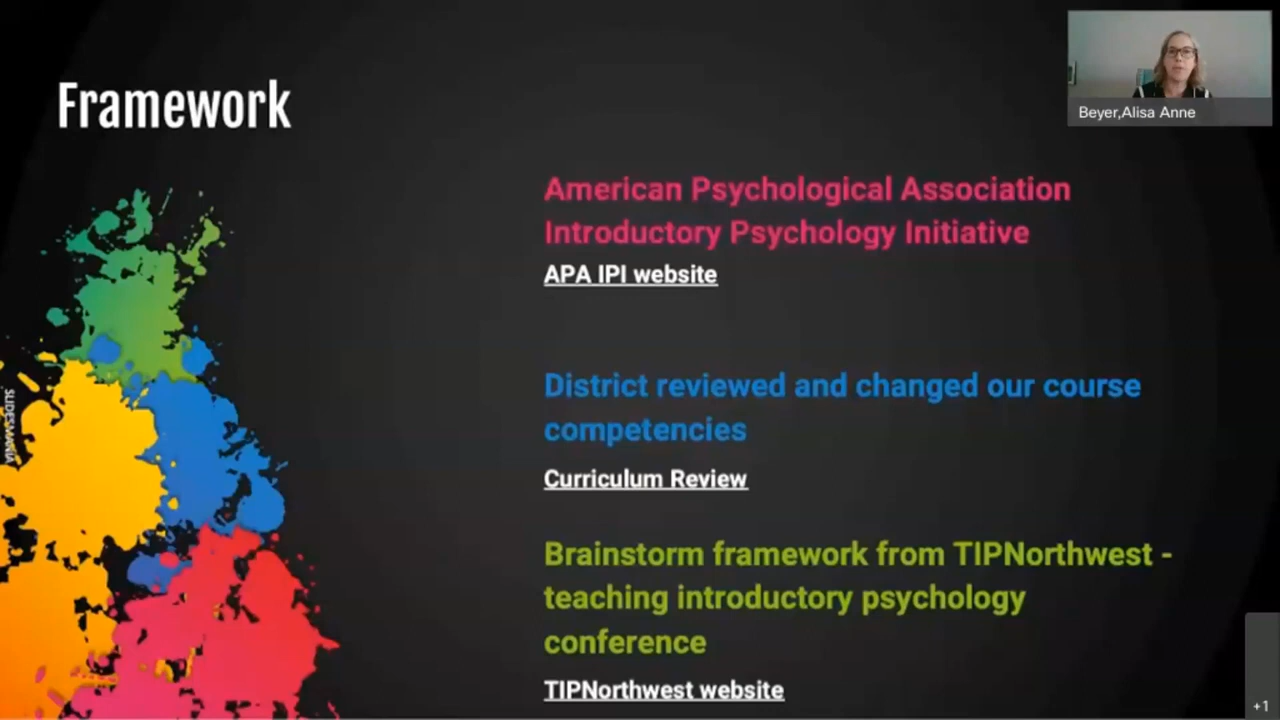 Framework
Beyer,Alisa Anne
American Psychological Association
Introductory Psychology Initiative
APA IPI website
District reviewed and changed our course
competencies
Curriculum Review
Brainstorm framework from TIPNorthwest -
teaching introductory psychology
conference
TIPNorthwest website
SLIDESMANIA
+1